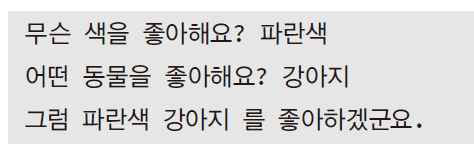 무슨 색을 좋아해요? 파란색
어떤 동물을 좋아해요? 강아지
그럼 파란색 강아지 를 좋아하겠군요.